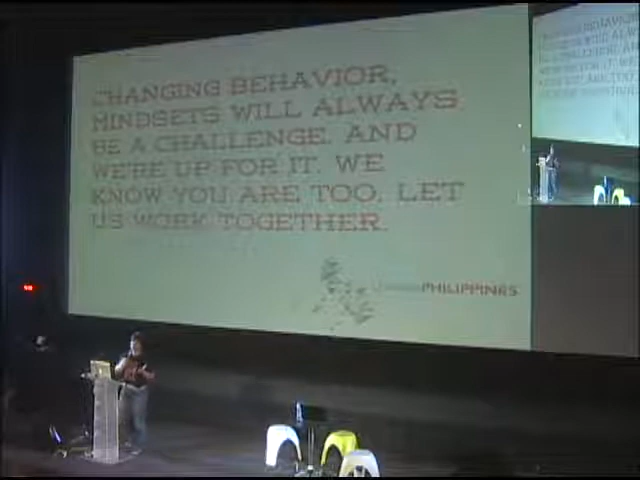 CHANGING BEHAVIOR,
MINDSETS WILL ALWAYS
BE A CHALLENGE. AND
WE'RE UP FOR IT. WE
KNOW YOU ARE TOO. LET
US WORK TOGETHER.
PHILIPPINES